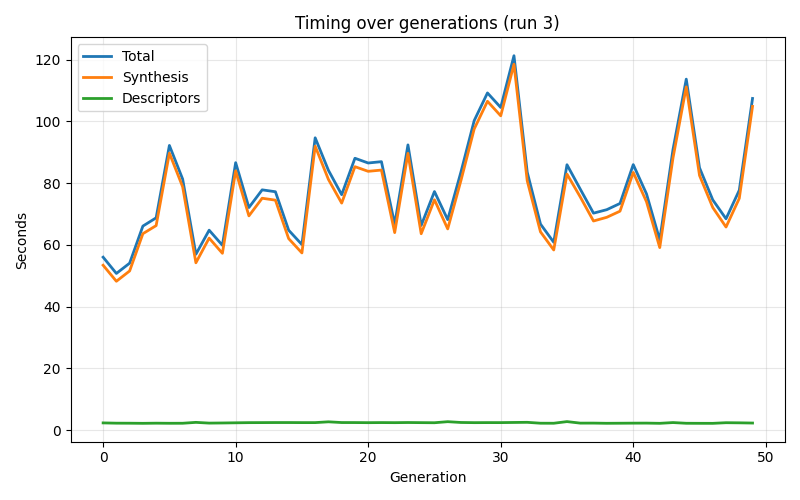 Timing over generations (run 3)
Total
Synthesis
Descriptors
Seconds
120
100
80
60
40
20
0
0 10 20 30 40 50
Generation